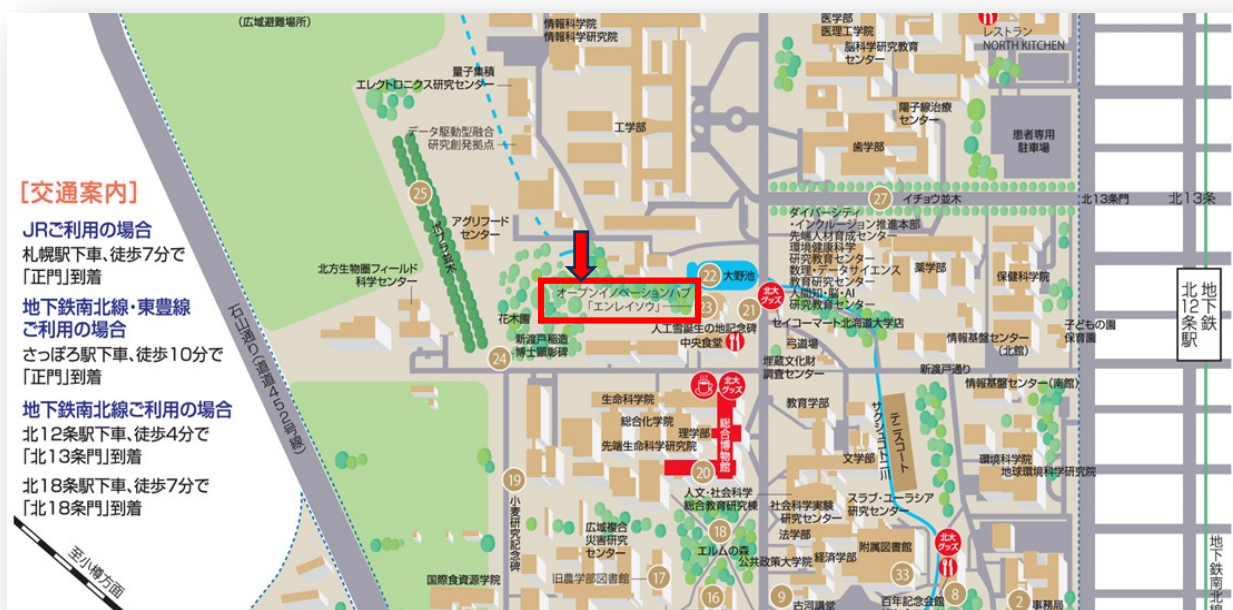 [交通案内]
JRご利用の場合
札幌駅下車、徒歩7分で
「正門」到着
地下鉄南北線・東豊線
ご利用の場合
さっぽろ駅下車、徒歩10分で
「正門」到着
地下鉄南北線ご利用の場合
北12条駅下車、徒歩4分で
「北13条門」到着
北18条駅下車、徒歩7分で
「北18条門」到着
至小樽方面
(広域避難場所)
石山通り(道道452号線)
情報科学院
情報科学研究院
量子集積
エレクトロニクス研究センター
データ駆動型融合
研究創発拠点
工学部
医学部
医理工学院
脳科学研究教育
センター
レストラン
NORTH KITCHEN
陽子線治療
センター
患者専用
駐車場
歯学部
25
ポプラ並木
アグリフード
センター
北方生物圏フィールド
科学センター
27
イチョウ並木
北13条門
北13条
ダイバーシティ
・インクルージョン推進本部
先端人材育成センター
環境健康科学
研究教育センター
数理・データサイエンス
教育研究センター
人間知・脳・AI
研究教育センター
薬学部
保健科学院
地下鉄
北12条駅
22
大野池
オープンイノベーションハブ
「エンレイソウ」
23
21
北大
グッズ
花木園
人工雪誕生の地記念碑
中央食堂
セイコーマート北海道大学店
子どもの園
保育園
新渡戸稲造
博士顕彰碑
24
弓道場
埋蔵文化財
調査センター
情報基盤センター
(北館)
新渡戸通り
情報基盤センター(南館)
北大
グッズ
生命科学院
総合化学院
理学部
先端生命科学研究院
総合博物館
20
教育学部
サクシュコトニ川
テニスコート
文学部
環境科学院
地球環境科学研究院
19
小麦研究記念碑
人文・社会科学
総合教育研究棟
社会科学実験
研究センター
スラブ・ユーラシア
研究センター
広域複合
災害研究
センター
18
エルムの森
法学部
公共政策大学院
経済学部
附属図書館
北大
グッズ
国際食資源学院
旧農学部図書館
17
16
33
9
古河講堂
百年記念会館
8
2
事務局
地下鉄南北線